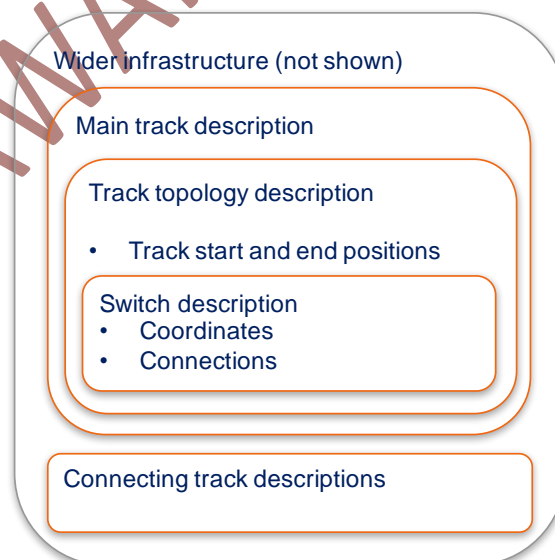 Wider infrastructure (not shown)
Main track description
Track topology description
• Track start and end positions
Switch description
• Coordinates
• Connections
Connecting track descriptions